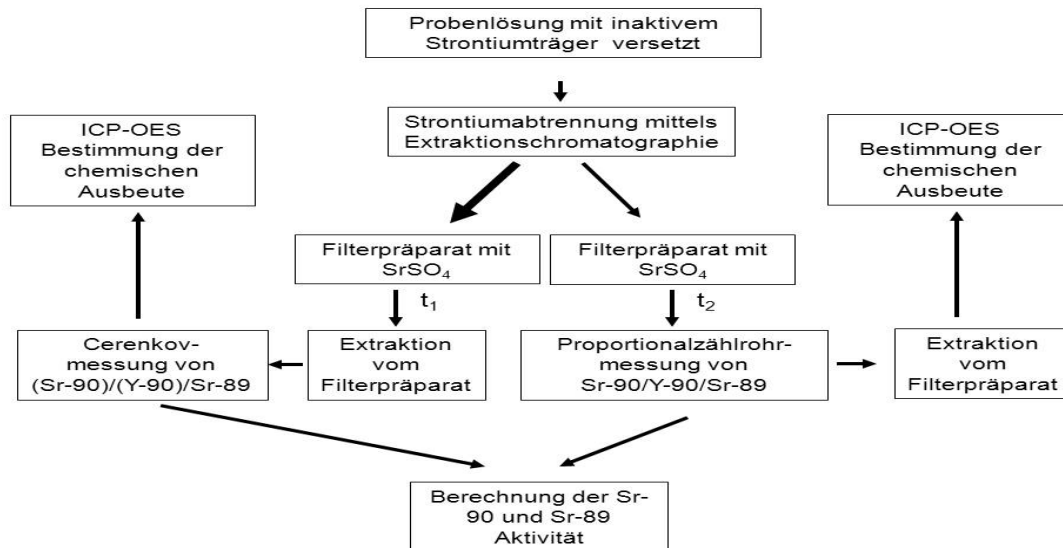 Probenlösung mit inaktivem
Strontiumträger versetzt
Strontiumabtrennung mittels
Extraktionschromatographie
ICP-OES
Bestimmung der
chemischen
Ausbeute
ICP-OES
Bestimmung der
chemischen
Ausbeute
Filterpräparat mit
SrSO₄
Filterpräparat mit
SrSO₄
t₁
t₂
Cerenkov-
messung von
(Sr-90)/(Y-90)/Sr-89
Extraktion
vom
Filterpräparat
Proportionalzählrohr-
messung von
Sr-90/Y-90/Sr-89
Extraktion
vom
Filterpräparat
Berechnung der Sr-
90 und Sr-89
Aktivität